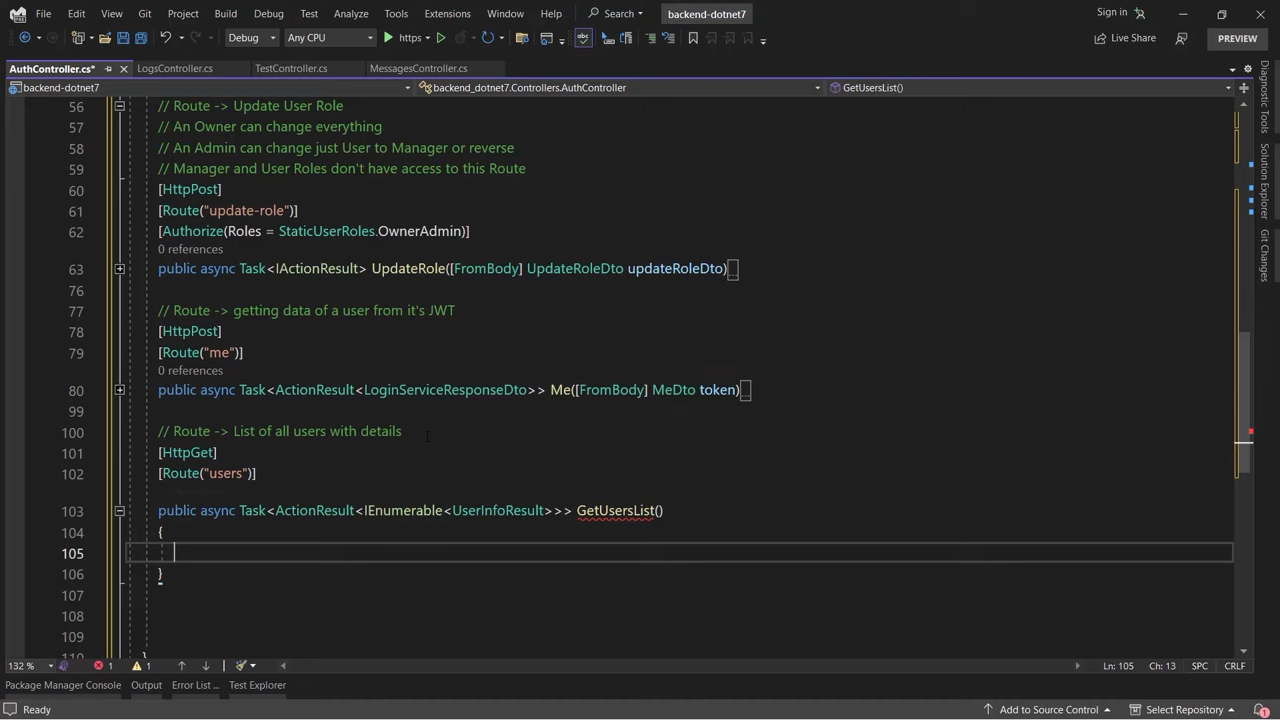 File Edit View Git Project Build Debug Test Analyze Tools Extensions Window Help Search backend-dotnet7 Sign in
Debug Any CPU https Live Share PREVIEW
AuthController.cs* LogsController.cs TestController.cs MessagesController.cs
backend-dotnet7 backend_dotnet7.Controllers.AuthController GetUsersList()
56 // Route -> Update User Role
57 // An Owner can change everything
58 // An Admin can change just User to Manager or reverse
59 // Manager and User Roles don't have access to this Route
60 [HttpPost]
61 [Route("update-role")]
62 [Authorize(Roles = StaticUserRoles.OwnerAdmin)]
0 references
63 public async Task<IActionResult> UpdateRole([FromBody] UpdateRoleDto updateRoleDto)...
76
77 // Route -> getting data of a user from it's JWT
78 [HttpPost]
79 [Route("me")]
0 references
80 public async Task<ActionResult<LoginServiceResponseDto>> Me([FromBody] MeDto token)...
99
100 // Route -> List of all users with details
101 [HttpGet]
102 [Route("users")]
103 public async Task<ActionResult<IEnumerable<UserInfoResult>>> GetUsersList()
104 {
105
106 }
107
108
109
110 }
Diagnostic Tools
Solution Explorer
Git Changes
132 % 1 1 Ln: 105 Ch: 13 SPC CRLF
Package Manager Console Output Error List ... Test Explorer
Ready Add to Source Control Select Repository 1